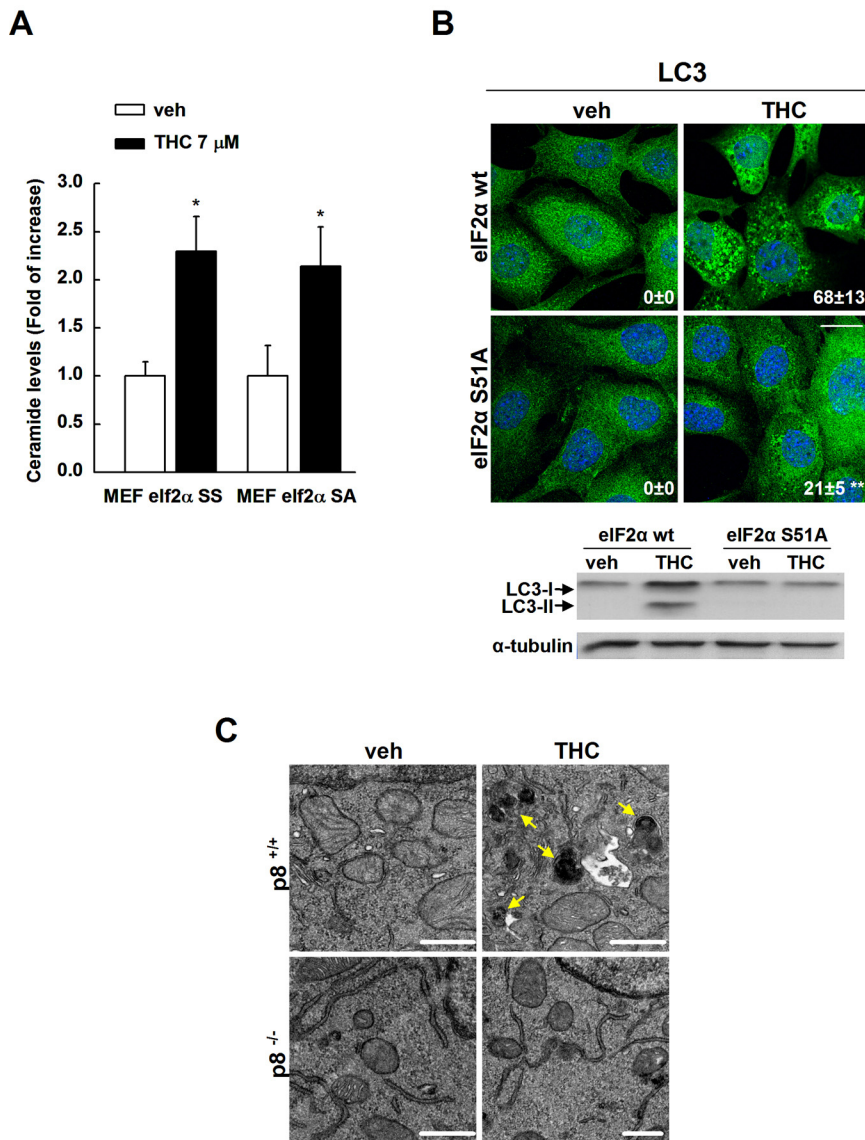 A
veh
THC 7 μM
Ceramide levels (Fold of increase)
3.0
2.5
2.0
1.5
1.0
0.5
0.0
*
*
MEF eIf2α SS
MEF eIf2α SA
B
LC3
veh
THC
eIF2α wt
0±0
68±13
eIF2α S51A
0±0
21±5 **
eIF2α wt
eIF2α S51A
veh
THC
veh
THC
LC3-I
LC3-II
α-tubulin
C
veh
THC
p8 +/+
p8 -/-